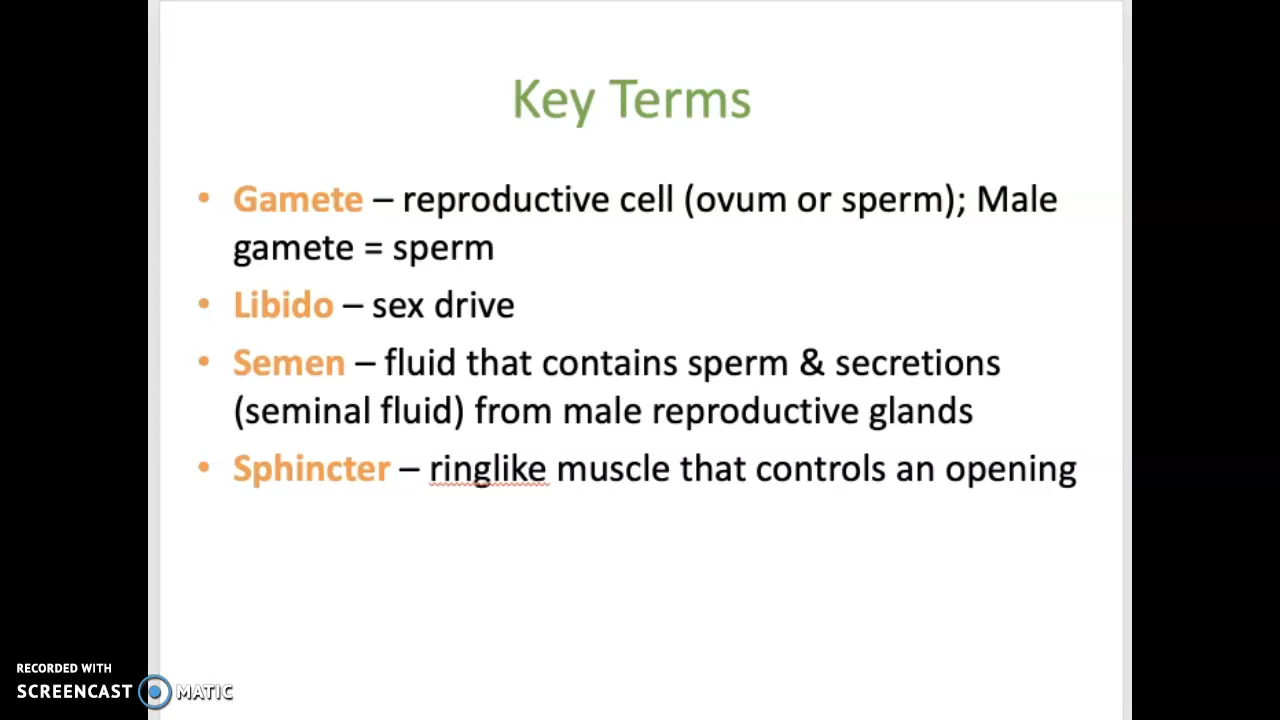 Key Terms
• Gamete – reproductive cell (ovum or sperm); Male
gamete = sperm
• Libido – sex drive
• Semen – fluid that contains sperm & secretions
(seminal fluid) from male reproductive glands
• Sphincter – ringlike muscle that controls an opening
RECORDED WITH
SCREENCAST MATIC